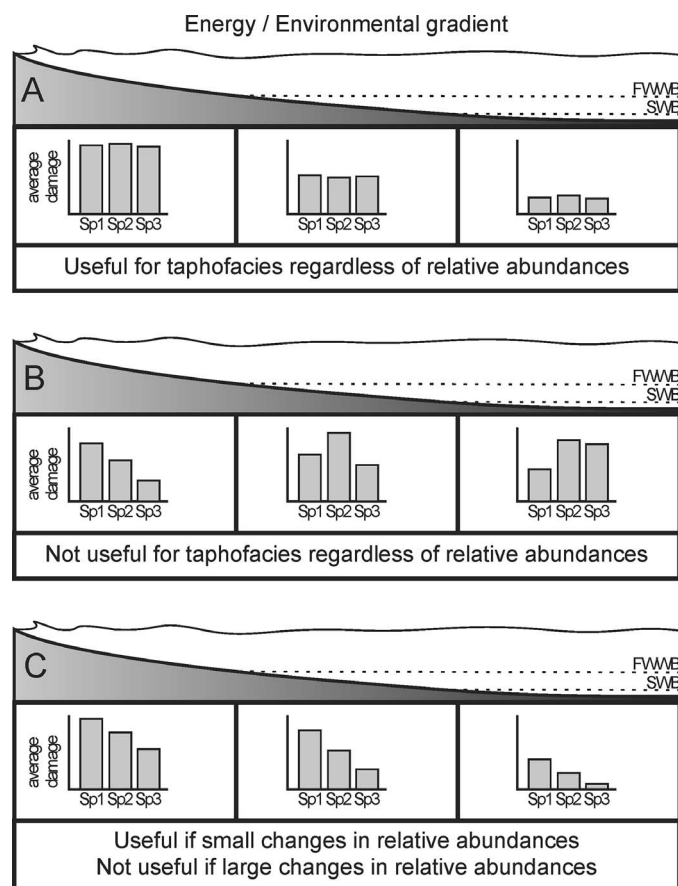 Energy / Environmental gradient
A
FWWB
SWB
average
damage
Sp1 Sp2 Sp3
Sp1 Sp2 Sp3
Sp1 Sp2 Sp3
Useful for taphofacies regardless of relative abundances
B
FWWB
SWB
average
damage
Sp1 Sp2 Sp3
Sp1 Sp2 Sp3
Sp1 Sp2 Sp3
Not useful for taphofacies regardless of relative abundances
C
FWWB
SWB
average
damage
Sp1 Sp2 Sp3
Sp1 Sp2 Sp3
Sp1 Sp2 Sp3
Useful if small changes in relative abundances
Not useful if large changes in relative abundances